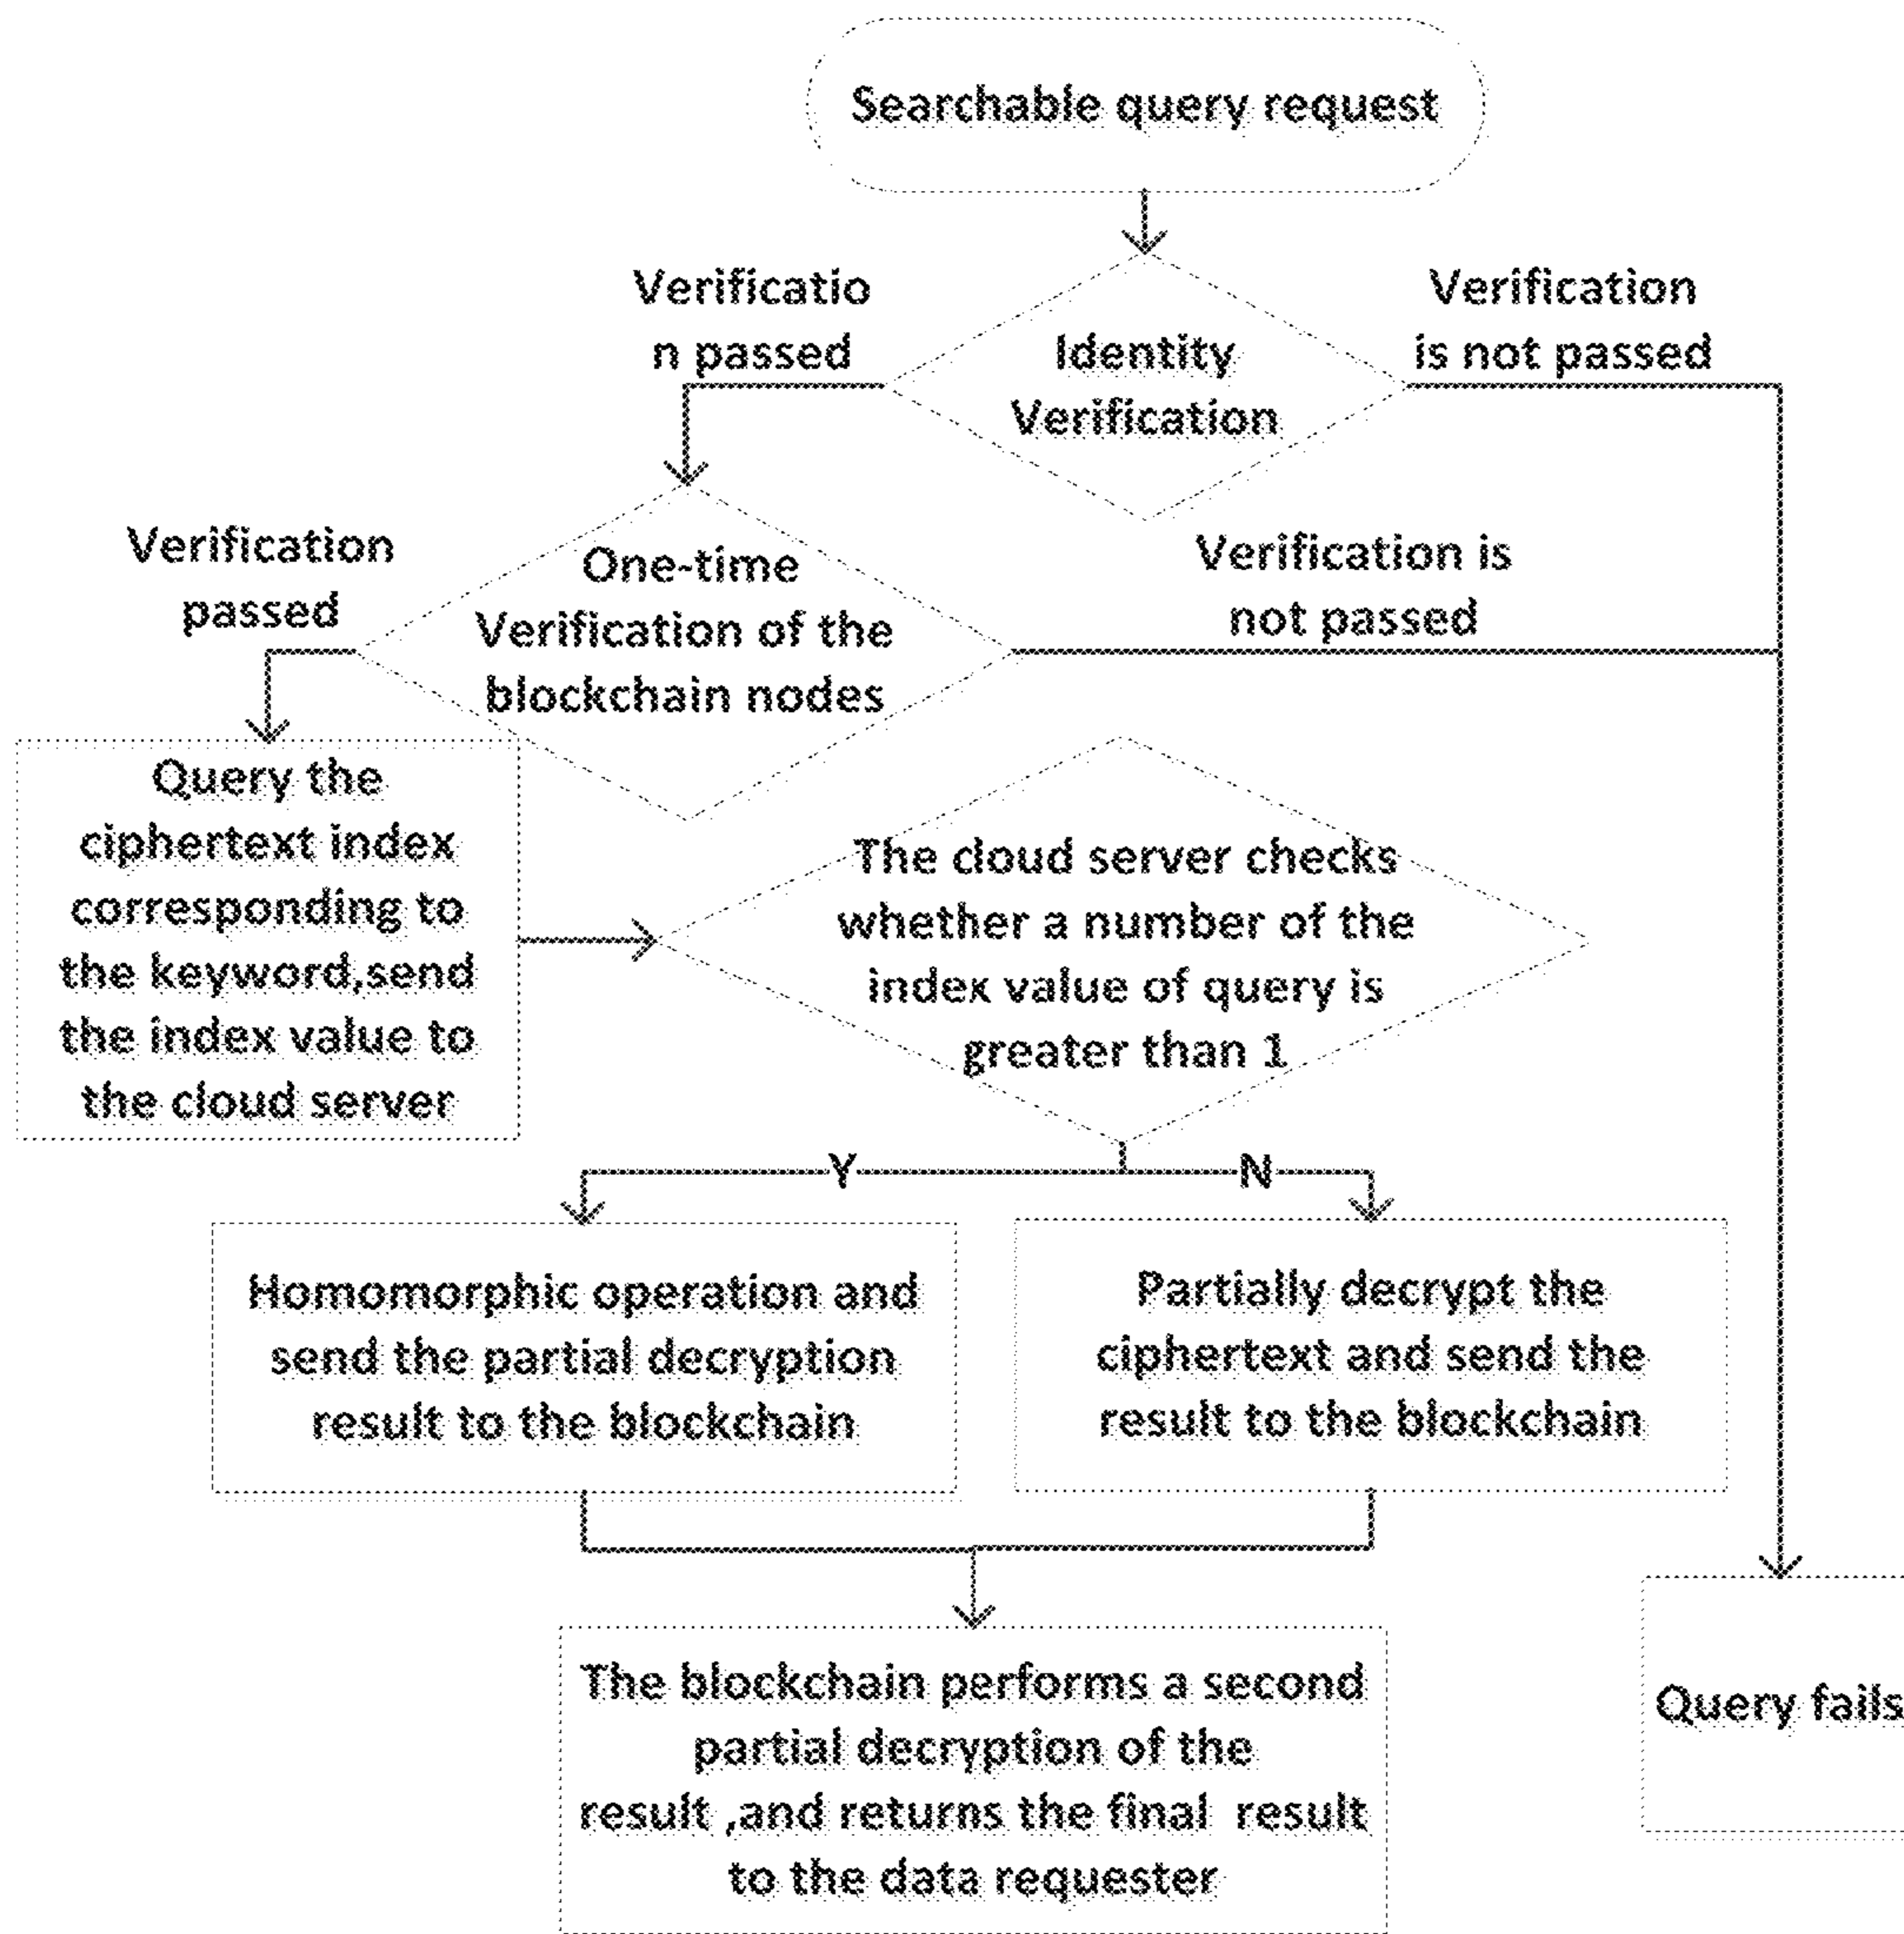 Searchable query request
Verificatio
n passed
Identity
Verification
Verification
is not passed
Verification
passed
One-time
Verification of the
blockchain nodes
Verification is
not passed
Query the
ciphertext index
corresponding to
the keyword,send
the index value to
the cloud server
The cloud server checks
whether a number of the
index value of query is
greater than 1
Y
N
Homomorphic operation and
send the partial decryption
result to the blockchain
Partially decrypt the
ciphertext and send the
result to the blockchain
The blockchain performs a second
partial decryption of the
result ,and returns the final  result
to the data requester
Query fails